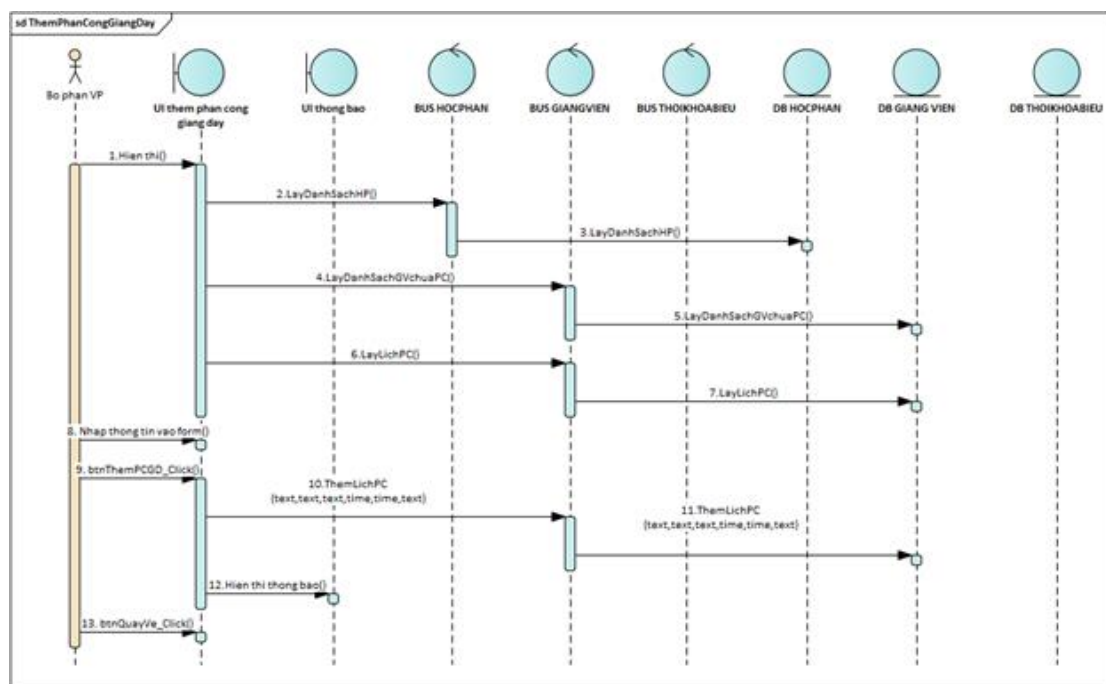 sd ThemPhanCongGiangDay
Bo phan VP
UI them phan cong
giang day
UI thong bao
BUS HOCPHAN
BUS GIANGVIEN
BUS THOIKHOABIEU
DB HOCPHAN
DB GIANG VIEN
DB THOIKHOABIEU
1.Hien thi()
2.LayDanhSachHP()
3.LayDanhSachHP()
4.LayDanhSachGVchuaPC()
5.LayDanhSachGVchuaPC()
6.LayLichPC()
7.LayLichPC()
8. Nhap thong tin vao form()
9. btnThemPCGD_Click()
10.ThemLichPC
(text,text,text,time,time,text)
11.ThemLichPC
(text,text,text,time,time,text)
12.Hien thi thong bao()
13. btnQuayVe_Click()